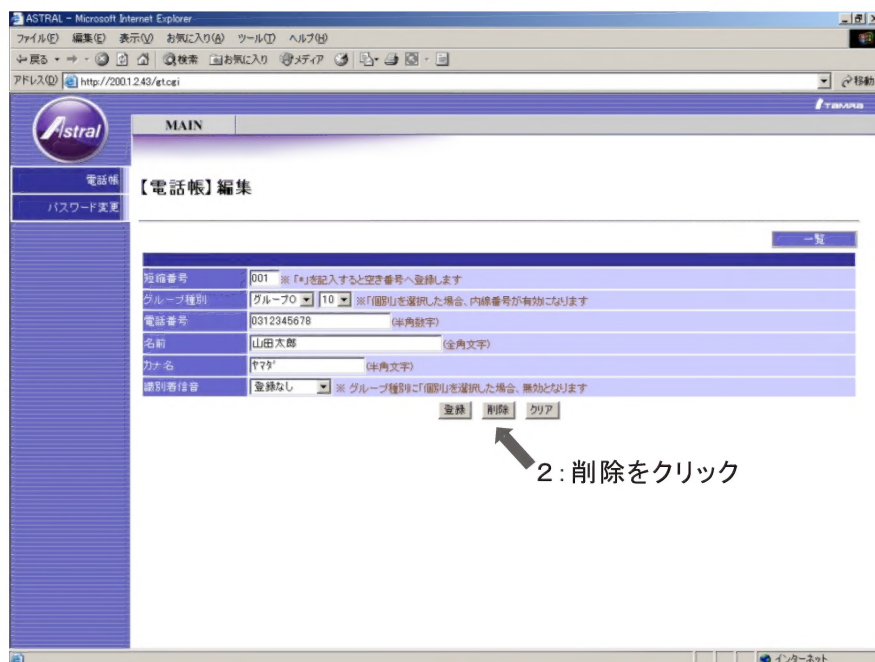 ASTRAL - Microsoft Internet Explorer
ファイル(F) 編集(E) 表示(V) お気に入り(A) ツール(T) ヘルプ(H)
戻る 検索 お気に入り メディア
アドレス(D) http://200.1.2.43/gt.cgi 移動
TAMURA
Astral
MAIN
電話帳
パスワード変更
【電話帳】編集
一覧
短縮番号 001 ※「*」を記入すると空き番号へ登録します
グループ種別 グループ0 10 ※「個別」を選択した場合、内線番号が有効になります
電話番号 0312345678 (半角数字)
名前 山田太郎 (全角文字)
カナ名 ﾔﾏﾀﾞ (半角文字)
識別着信音 登録なし ※ グループ種別に「個別」を選択した場合、無効となります
登録 削除 クリア
2:削除をクリック
インターネット